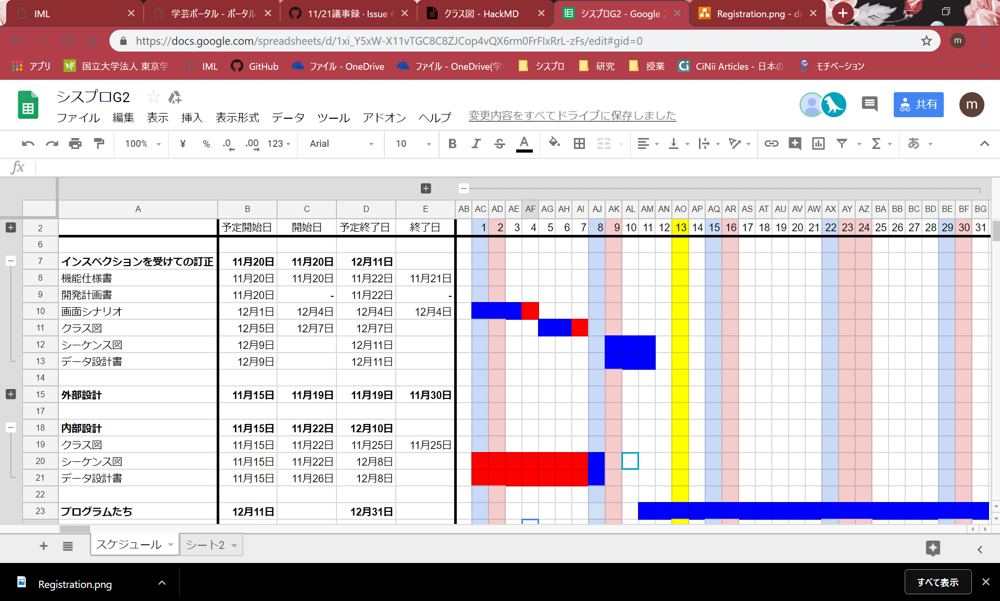 IML
学芸ポータル - ポータル
11/21議事録 · Issue #
クラス図 - HackMD
シスプロG2 - Google ス
Registration.png - dr
https://docs.google.com/spreadsheets/d/1xi_Y5xW-X11vTGC8C8ZJCop4vQX6rm0FrFIxRrL-zFs/edit#gid=0
m
アプリ
国立大学法人 東京学
IML
GitHub
ファイル - OneDrive
ファイル - OneDrive(学
シスプロ
研究
授業
CiNii Articles - 日本の
モチベーション
シスプロG2
ファイル 編集 表示 挿入 表示形式 データ ツール アドオン ヘルプ 変更内容をすべてドライブに保存しました
共有
m
100% ¥ % .0 .00 123 Arial 10 B I S A Σ あ
fx
A B C D E AB AC AD AE AF AG AH AI AJ AK AL AM AN AO AP AQ AR AS AT AU AV AW AX AY AZ BA BB BC BD BE BF BG
2 予定開始日 開始日 予定終了日 終了日 1 2 3 4 5 6 7 8 9 10 11 12 13 14 15 16 17 18 19 20 21 22 23 24 25 26 27 28 29 30 31
6
7 インスペクションを受けての訂正 11月20日 11月20日 12月11日
8 機能仕様書 11月20日 11月20日 11月22日 11月21日
9 開発計画書 11月20日 - 11月22日 -
10 画面シナリオ 12月1日 12月4日 12月4日 12月4日
11 クラス図 12月5日 12月7日 12月7日
12 シーケンス図 12月9日 12月11日
13 データ設計書 12月9日 12月11日
14
15 外部設計 11月15日 11月19日 11月19日 11月30日
17
18 内部設計 11月15日 11月22日 12月10日
19 クラス図 11月15日 11月22日 11月25日 11月25日
20 シーケンス図 11月15日 11月22日 12月8日
21 データ設計書 11月15日 11月26日 12月8日
22
23 プログラムたち 12月11日 12月31日
スケジュール シート2
Registration.png
すべて表示